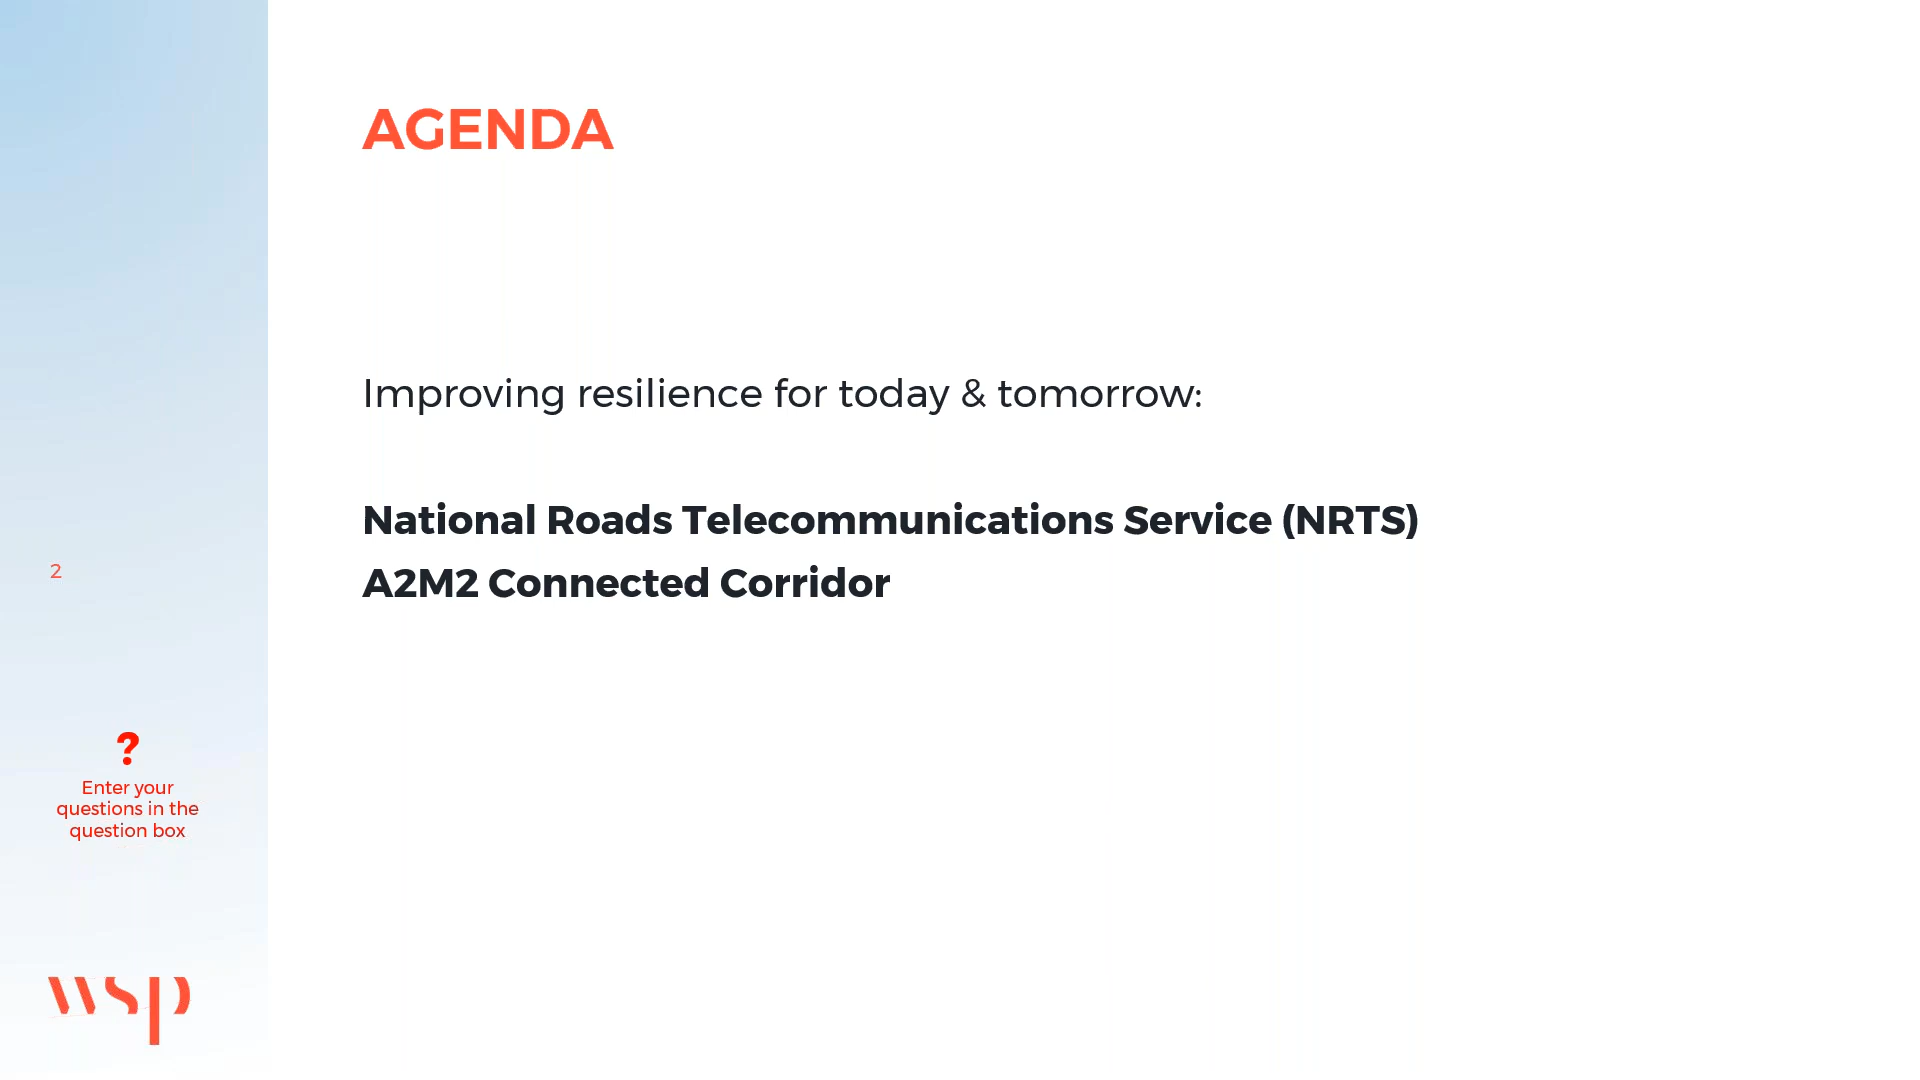 AGENDA
Improving resilience for today & tomorrow:
National Roads Telecommunications Service (NRTS)
A2M2 Connected Corridor
2
?
Enter your
questions in the
question box
wsp